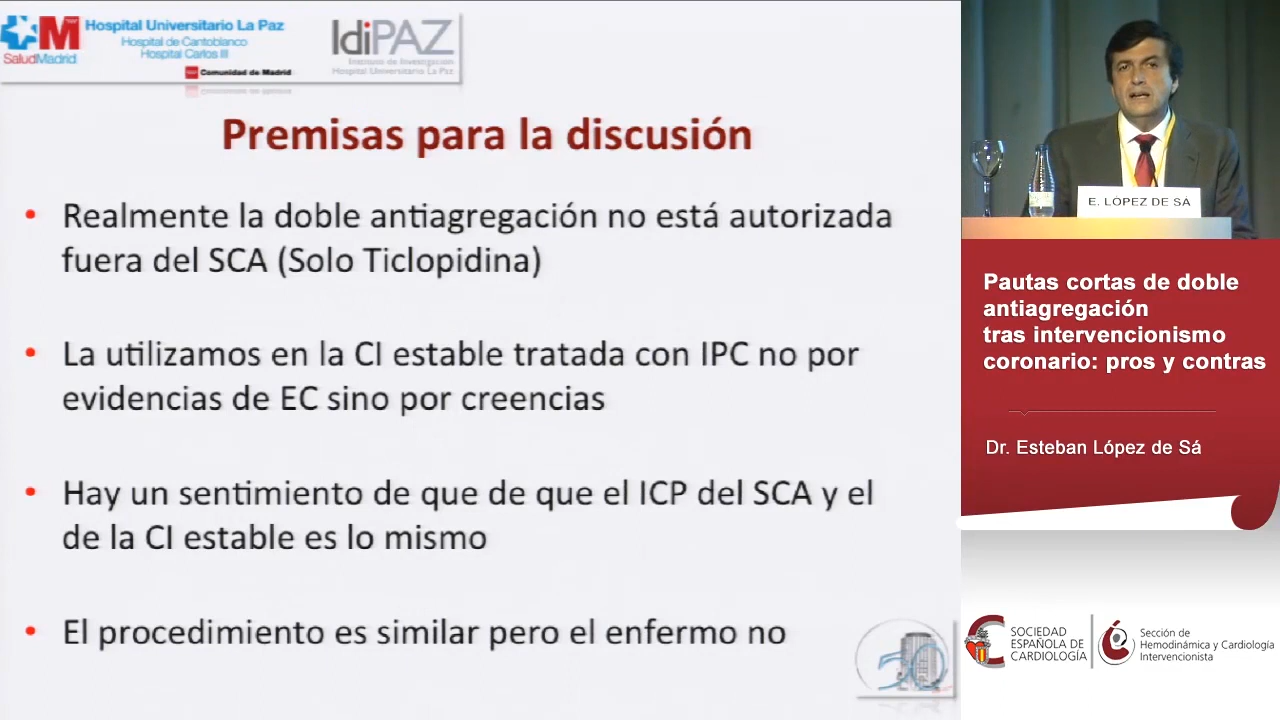 Hospital Universitario La Paz
Hospital de Cantoblanco
Hospital Carlos III
SaludMadrid
Comunidad de Madrid
IdiPAZ
Instituto de Investigación
Hospital Universitario La Paz
Premisas para la discusión
• Realmente la doble antiagregación no está autorizada
fuera del SCA (Solo Ticlopidina)
• La utilizamos en la CI estable tratada con IPC no por
evidencias de EC sino por creencias
• Hay un sentimiento de que de que el ICP del SCA y el
de la CI estable es lo mismo
• El procedimiento es similar pero el enfermo no
50
E. LÓPEZ DE SÁ
Pautas cortas de doble
antiagregación
tras intervencionismo
coronario: pros y contras
Dr. Esteban López de Sá
SOCIEDAD
ESPAÑOLA DE
CARDIOLOGÍA
Sección de
Hemodinámica y Cardiología
Intervencionista